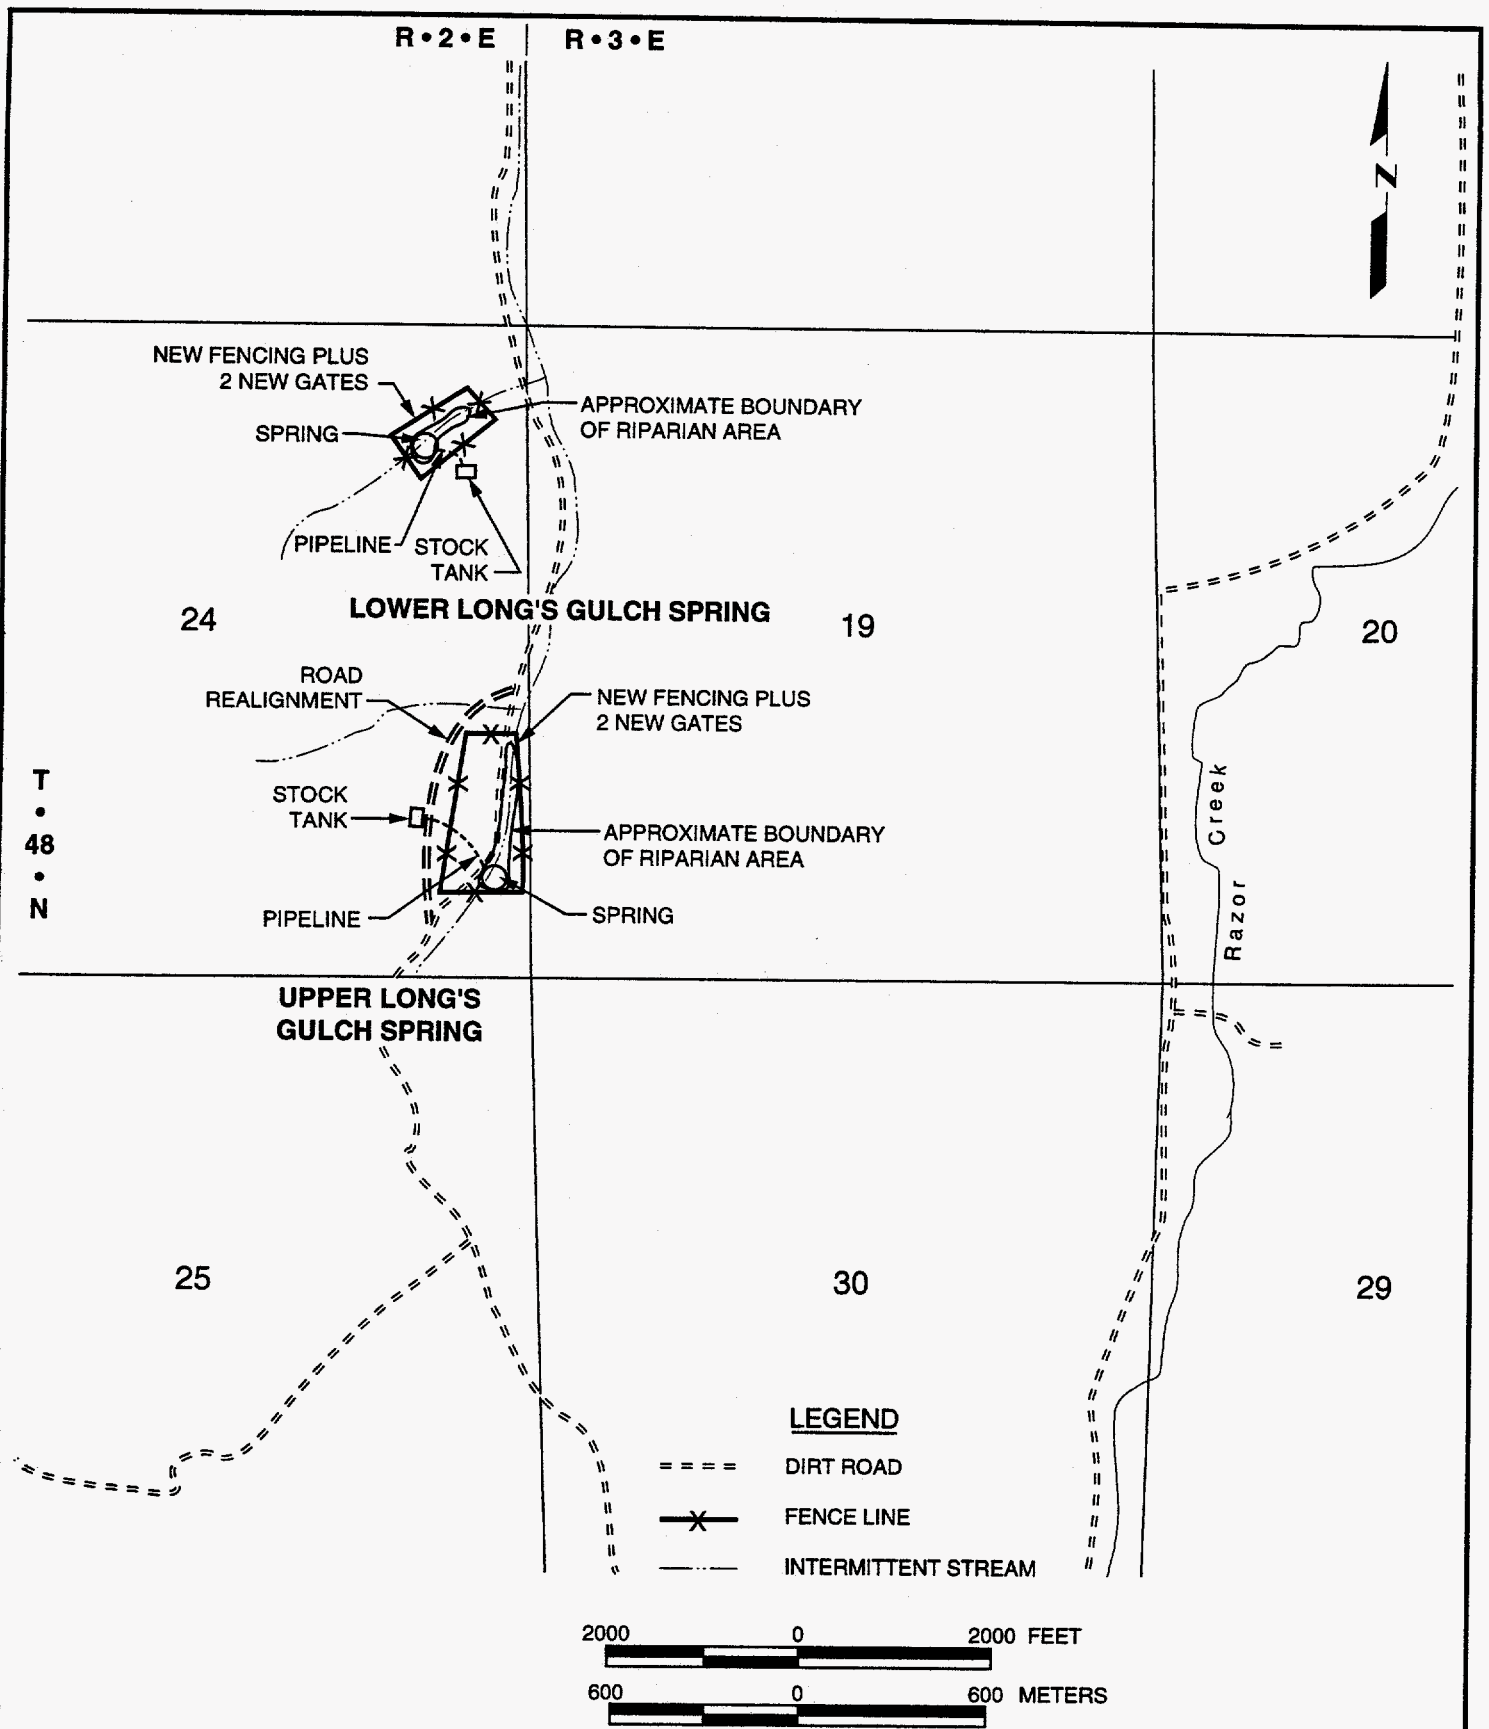 R • 2 • E
R • 3 • E
N
NEW FENCING PLUS
2 NEW GATES
SPRING
APPROXIMATE BOUNDARY
OF RIPARIAN AREA
PIPELINE
STOCK
TANK
LOWER LONG'S GULCH SPRING
24
19
20
ROAD
REALIGNMENT
NEW FENCING PLUS
2 NEW GATES
T
•
48
•
N
STOCK
TANK
APPROXIMATE BOUNDARY
OF RIPARIAN AREA
PIPELINE
SPRING
Razor Creek
UPPER LONG'S
GULCH SPRING
25
30
29
LEGEND
DIRT ROAD
FENCE LINE
INTERMITTENT STREAM
2000 0 2000 FEET
600 0 600 METERS